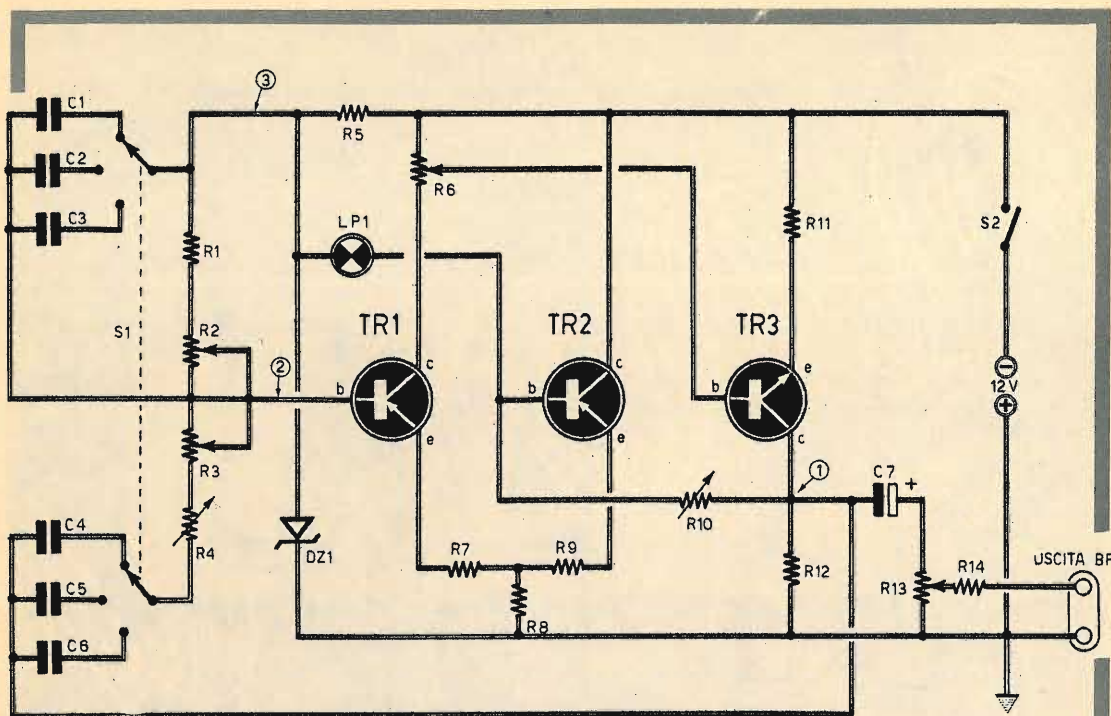 3
C1
R5
C2
R6
C3
LP1
R11
S2
R1
TR1
TR2
TR3
S1
R2
c
c
e
−
2
b
b
b
12 V
+
R3
e
e
c
1
C7
+
C4
R4
R10
DZ1
R7
R9
USCITA BF
C5
R12
R13
R14
R8
C6